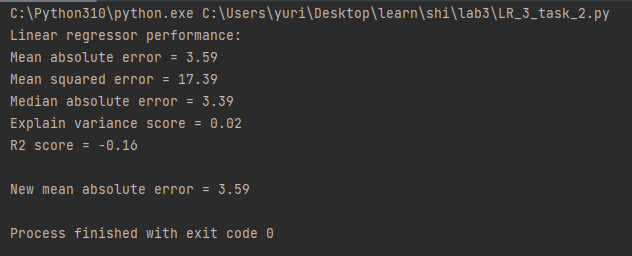 C:\Python310\python.exe C:\Users\yuri\Desktop\learn\shi\lab3\LR_3_task_2.py
Linear regressor performance:
Mean absolute error = 3.59
Mean squared error = 17.39
Median absolute error = 3.39
Explain variance score = 0.02
R2 score = -0.16
New mean absolute error = 3.59
Process finished with exit code 0